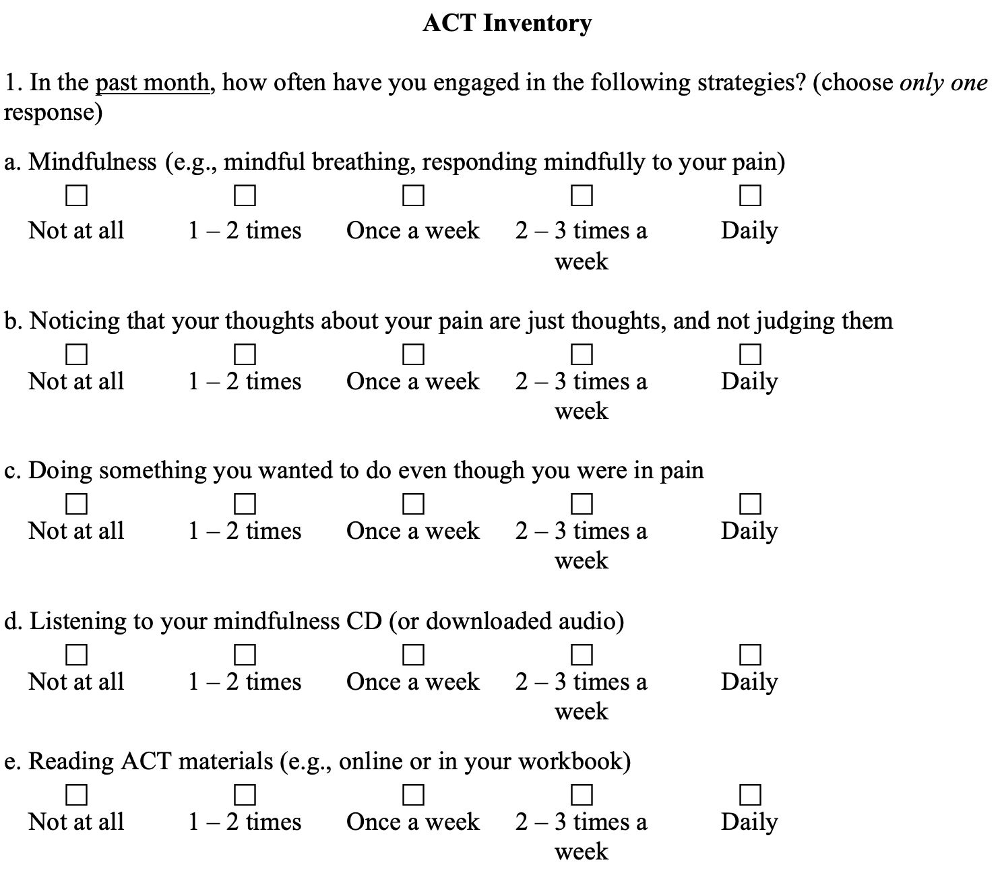 ACT Inventory
1. In the past month, how often have you engaged in the following strategies? (choose only one
response)
a. Mindfulness (e.g., mindful breathing, responding mindfully to your pain)
☐ ☐ ☐ ☐ ☐
Not at all 1 – 2 times Once a week 2 – 3 times a Daily
week
b. Noticing that your thoughts about your pain are just thoughts, and not judging them
☐ ☐ ☐ ☐ ☐
Not at all 1 – 2 times Once a week 2 – 3 times a Daily
week
c. Doing something you wanted to do even though you were in pain
☐ ☐ ☐ ☐ ☐
Not at all 1 – 2 times Once a week 2 – 3 times a Daily
week
d. Listening to your mindfulness CD (or downloaded audio)
☐ ☐ ☐ ☐ ☐
Not at all 1 – 2 times Once a week 2 – 3 times a Daily
week
e. Reading ACT materials (e.g., online or in your workbook)
☐ ☐ ☐ ☐ ☐
Not at all 1 – 2 times Once a week 2 – 3 times a Daily
week